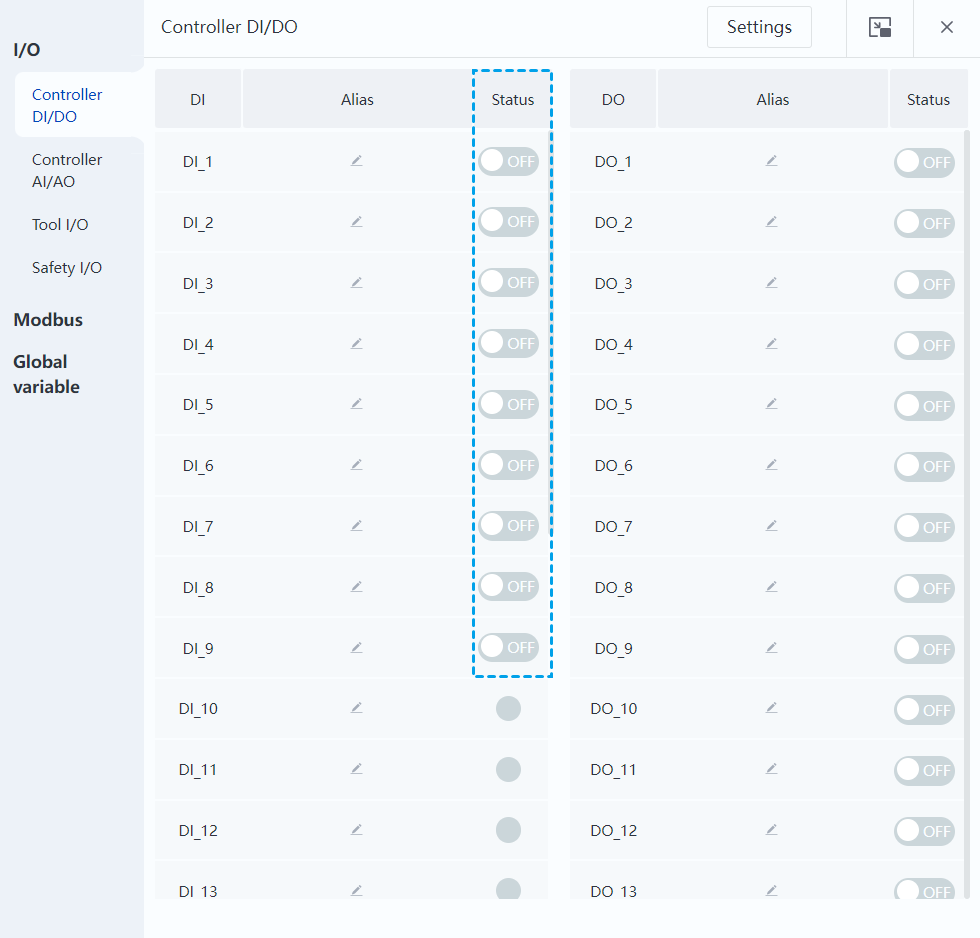 I/O
Controller
DI/DO
Controller
AI/AO
Tool I/O
Safety I/O
Modbus
Global
variable
Controller DI/DO
Settings
DI Alias Status DO Alias Status
DI_1 OFF DO_1 OFF
DI_2 OFF DO_2 OFF
DI_3 OFF DO_3 OFF
DI_4 OFF DO_4 OFF
DI_5 OFF DO_5 OFF
DI_6 OFF DO_6 OFF
DI_7 OFF DO_7 OFF
DI_8 OFF DO_8 OFF
DI_9 OFF DO_9 OFF
DI_10 DO_10 OFF
DI_11 DO_11 OFF
DI_12 DO_12 OFF
DI_13 DO_13 OFF